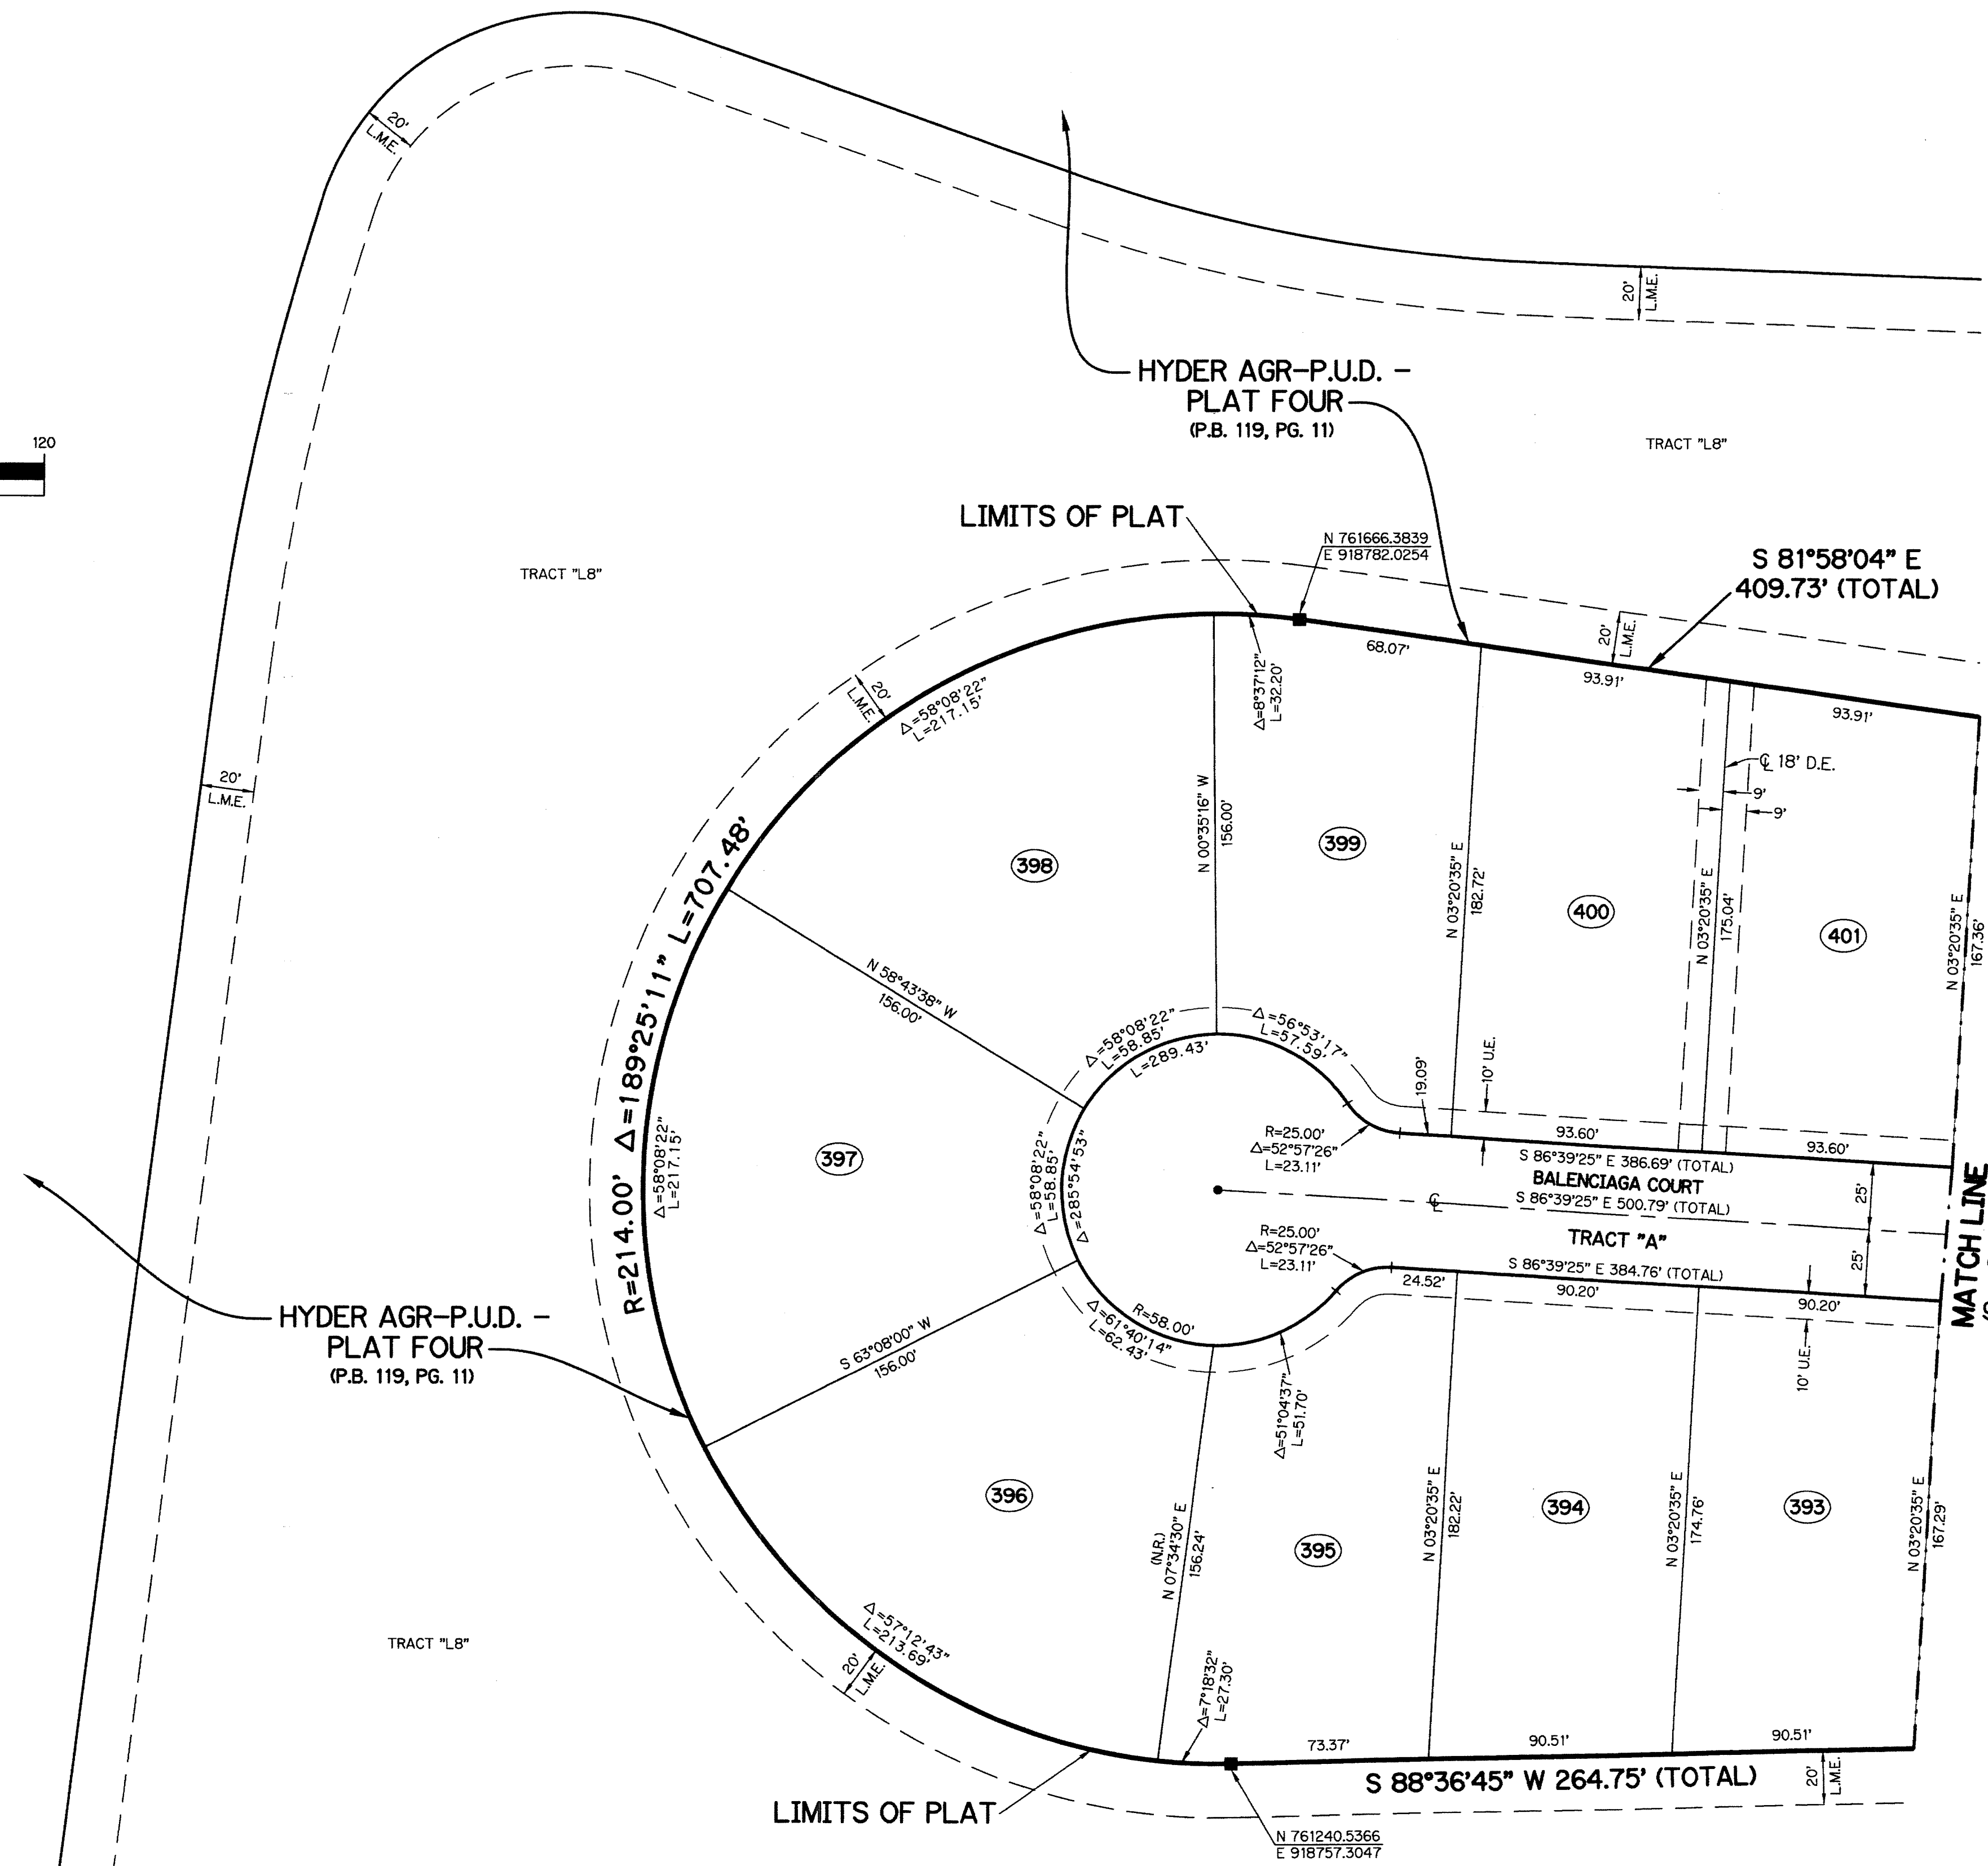 20'
L.M.E.
20'
L.M.E.
HYDER AGR-P.U.D. -
PLAT FOUR
(P.B. 119, PG. 11)
120
TRACT "L8"
LIMITS OF PLAT
N 761666.3839
E 918782.0254
S 81°58'04" E
409.73' (TOTAL)
TRACT "L8"
20'
L.M.E.
68.07'
93.91'
93.91'
20'
L.M.E.
Δ=58°08'22"
L=217.15'
Δ=8°37'12"
L=32.20'
20'
L.M.E.
℄ 18' D.E.
9'
9'
N 00°35'16" W
156.00'
398
399
N 03°20'35" E
182.72'
400
N 03°20'35" E
175.04'
401
N 03°20'35" E
167.36'
R=214.00' Δ=189°25'11" L=707.48'
N 58°43'38" W
156.00'
Δ=58°08'22"
L=58.85'
L=289.43'
Δ=56°53'17"
L=57.59'
19.09'
10' U.E.
397
Δ=58°08'22"
L=217.15'
Δ=58°08'22"
L=58.85'
Δ=285°54'53"
R=25.00'
Δ=52°57'26"
L=23.11'
93.60'
93.60'
S 86°39'25" E 386.69' (TOTAL)
BALENCIAGA COURT
S 86°39'25" E 500.79' (TOTAL)
℄
25'
TRACT "A"
25'
MATCH LINE
R=25.00'
Δ=52°57'26"
L=23.11'
S 86°39'25" E 384.76' (TOTAL)
24.52'
90.20'
90.20'
10' U.E.
HYDER AGR-P.U.D. -
PLAT FOUR
(P.B. 119, PG. 11)
S 63°08'00" W
156.00'
R=58.00'
Δ=61°40'14"
L=62.43'
Δ=51°04'37"
L=51.70'
396
(N.R.)
N 07°34'30" E
156.24'
395
N 03°20'35" E
182.22'
394
N 03°20'35" E
174.76'
393
N 03°20'35" E
167.29'
TRACT "L8"
Δ=57°12'43"
L=213.69'
20'
L.M.E.
Δ=7°18'32"
L=27.30'
73.37'
90.51'
90.51'
S 88°36'45" W 264.75' (TOTAL)
20'
L.M.E.
LIMITS OF PLAT
N 761240.5366
E 918757.3047